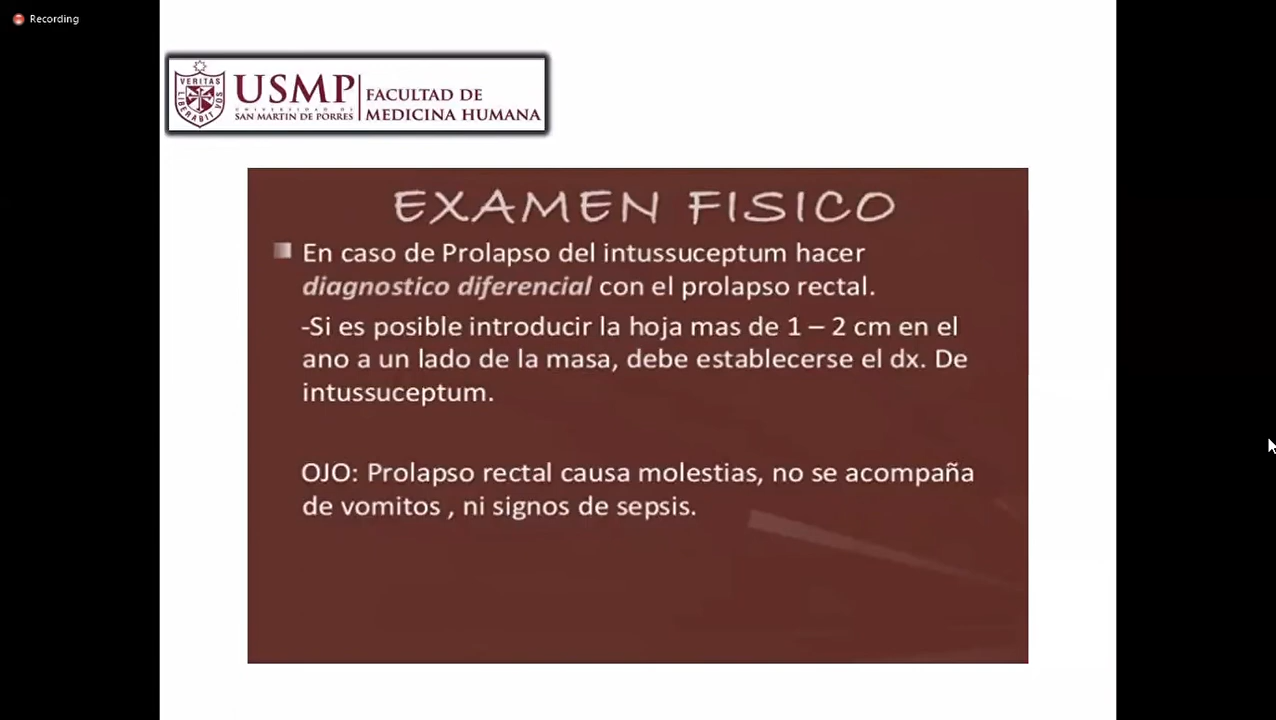 Recording
VERITAS
LIBERABIT VOS
USMP
UNIVERSIDAD DE
SAN MARTIN DE PORRES
FACULTAD DE
MEDICINA HUMANA
EXAMEN FISICO
En caso de Prolapso del intussuceptum hacer
diagnostico diferencial con el prolapso rectal.
-Si es posible introducir la hoja mas de 1 – 2 cm en el
ano a un lado de la masa, debe establecerse el dx. De
intussuceptum.
OJO: Prolapso rectal causa molestias, no se acompaña
de vomitos , ni signos de sepsis.